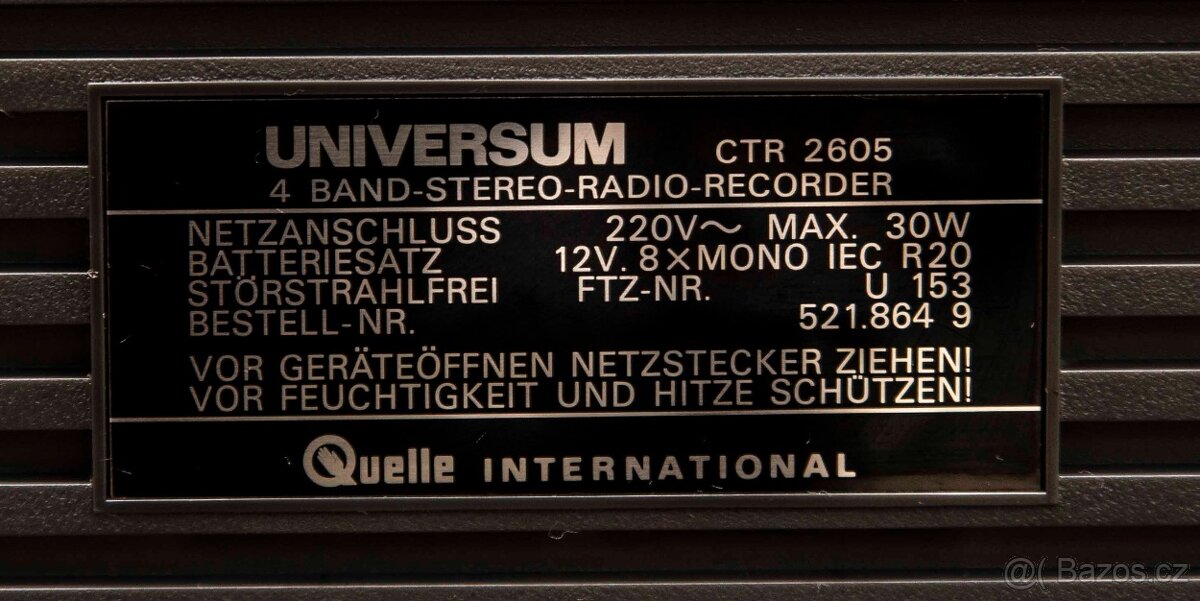 UNIVERSUM CTR 2605
4 BAND-STEREO-RADIO-RECORDER
NETZANSCHLUSS 220V~ MAX. 30W
BATTERIESATZ 12V. 8×MONO IEC R20
STÖRSTRAHLFREI FTZ-NR. U 153
BESTELL-NR. 521.864 9
VOR GERÄTEÖFFNEN NETZSTECKER ZIEHEN!
VOR FEUCHTIGKEIT UND HITZE SCHÜTZEN!
Quelle INTERNATIONAL
@( Bazos.cz